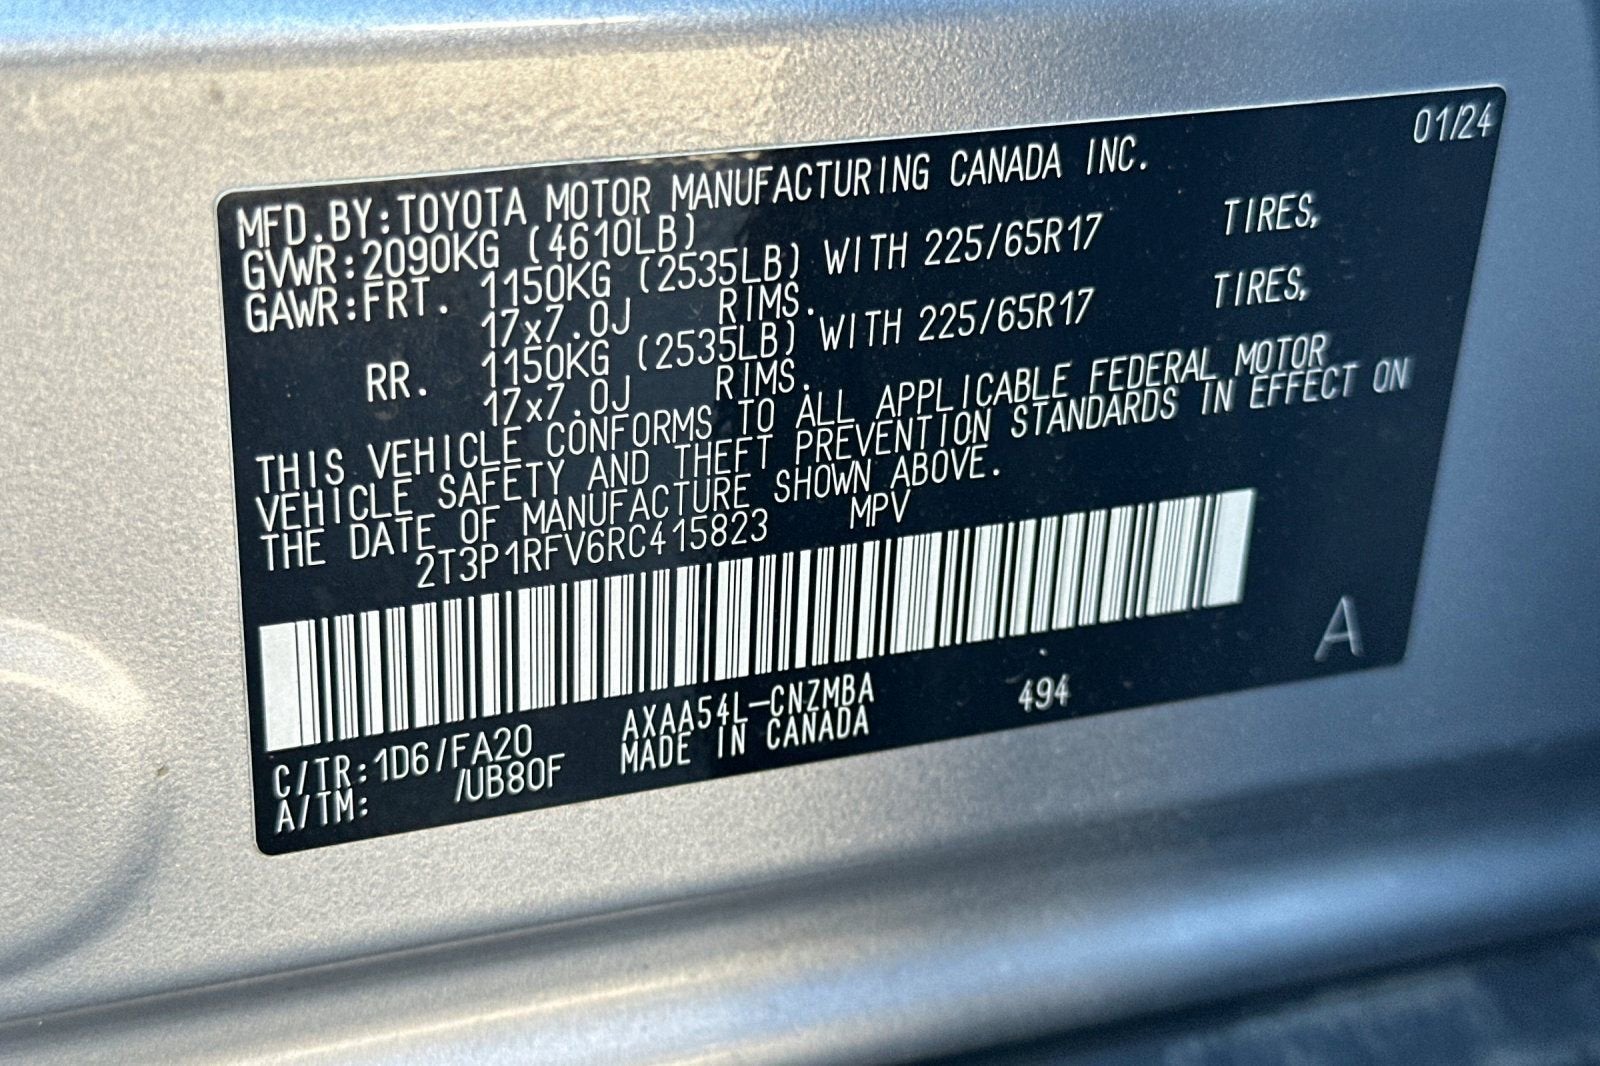 01/24
MFD.BY:TOYOTA MOTOR MANUFACTURING CANADA INC.
GVWR:2090KG (4610LB)
GAWR:FRT. 1150KG (2535LB) WITH 225/65R17 TIRES,
17x7.0J RIMS.
RR. 1150KG (2535LB) WITH 225/65R17 TIRES,
17x7.0J RIMS.
THIS VEHICLE CONFORMS TO ALL APPLICABLE FEDERAL MOTOR
VEHICLE SAFETY AND THEFT PREVENTION STANDARDS IN EFFECT ON
THE DATE OF MANUFACTURE SHOWN ABOVE.
2T3P1RFV6RC415823 MPV
AXAA54L-CNZMBA 494
C/TR:1D6/FA20 MADE IN CANADA
A/TM: /UB80F
A